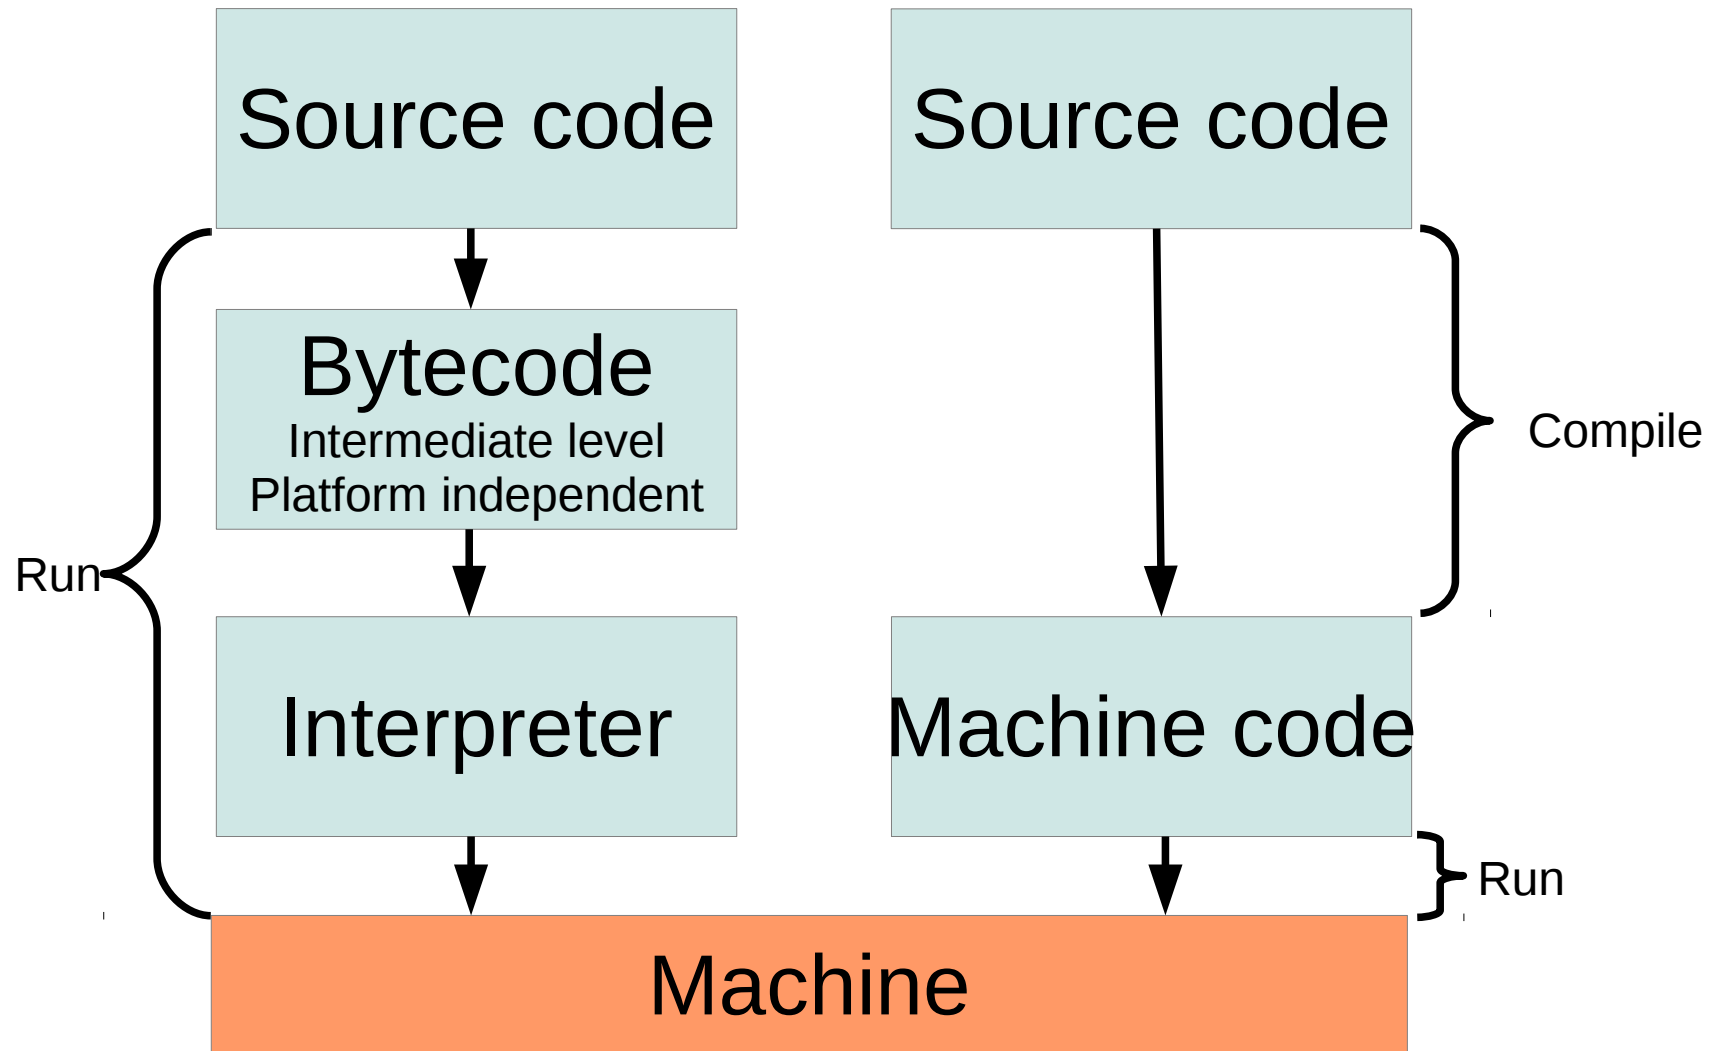 Source code
Source code
Bytecode
Intermediate level
Platform independent
Compile
Run
Interpreter
Machine code
Run
Machine